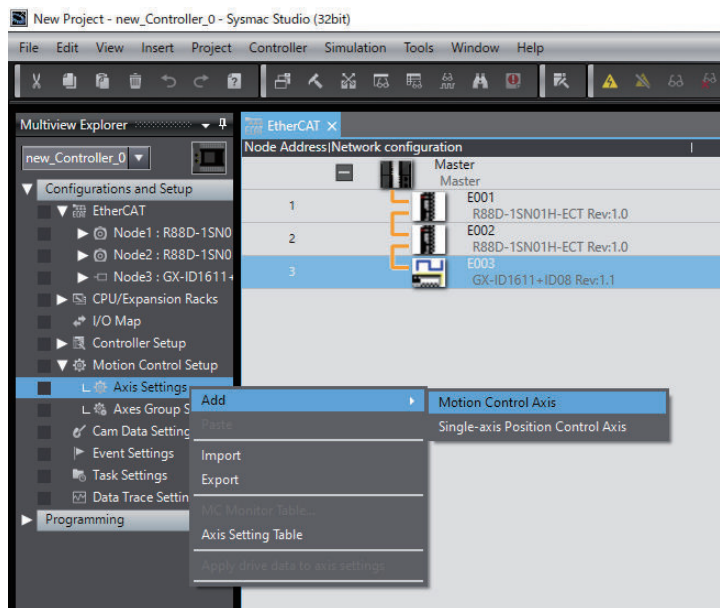 New Project - new_Controller_0 - Sysmac Studio (32bit)
File Edit View Insert Project Controller Simulation Tools Window Help
Multiview Explorer
new_Controller_0
Configurations and Setup
EtherCAT
Node1 : R88D-1SN0
Node2 : R88D-1SN0
Node3 : GX-ID1611+
CPU/Expansion Racks
I/O Map
Controller Setup
Motion Control Setup
Axis Settings
Axes Group S
Cam Data Setting
Event Settings
Task Settings
Data Trace Settin
Programming
EtherCAT
Node Address|Network configuration
Master
Master
1
E001
R88D-1SN01H-ECT Rev:1.0
2
E002
R88D-1SN01H-ECT Rev:1.0
3
E003
GX-ID1611+ID08 Rev:1.1
Add
Paste
Import
Export
MC Monitor Table...
Axis Setting Table
Apply drive data to axis settings
Motion Control Axis
Single-axis Position Control Axis